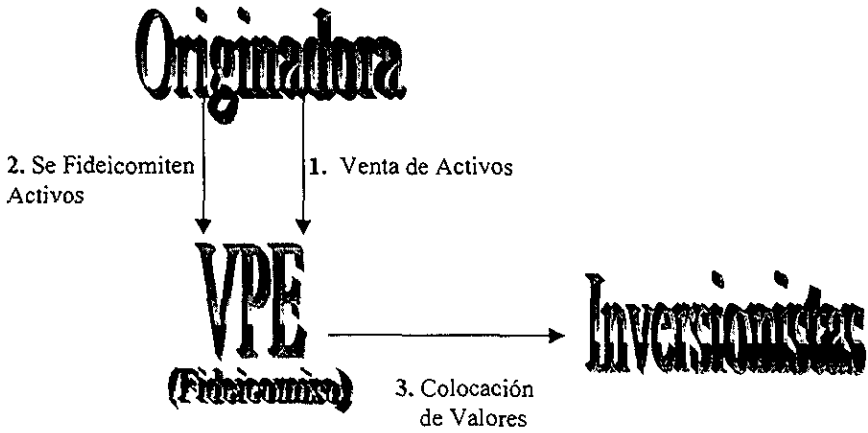 Originadora
2. Se Fideicomiten
Activos
1. Venta de Activos
VPE
(Fideicomiso)
Inversionistas
3. Colocación
de Valores